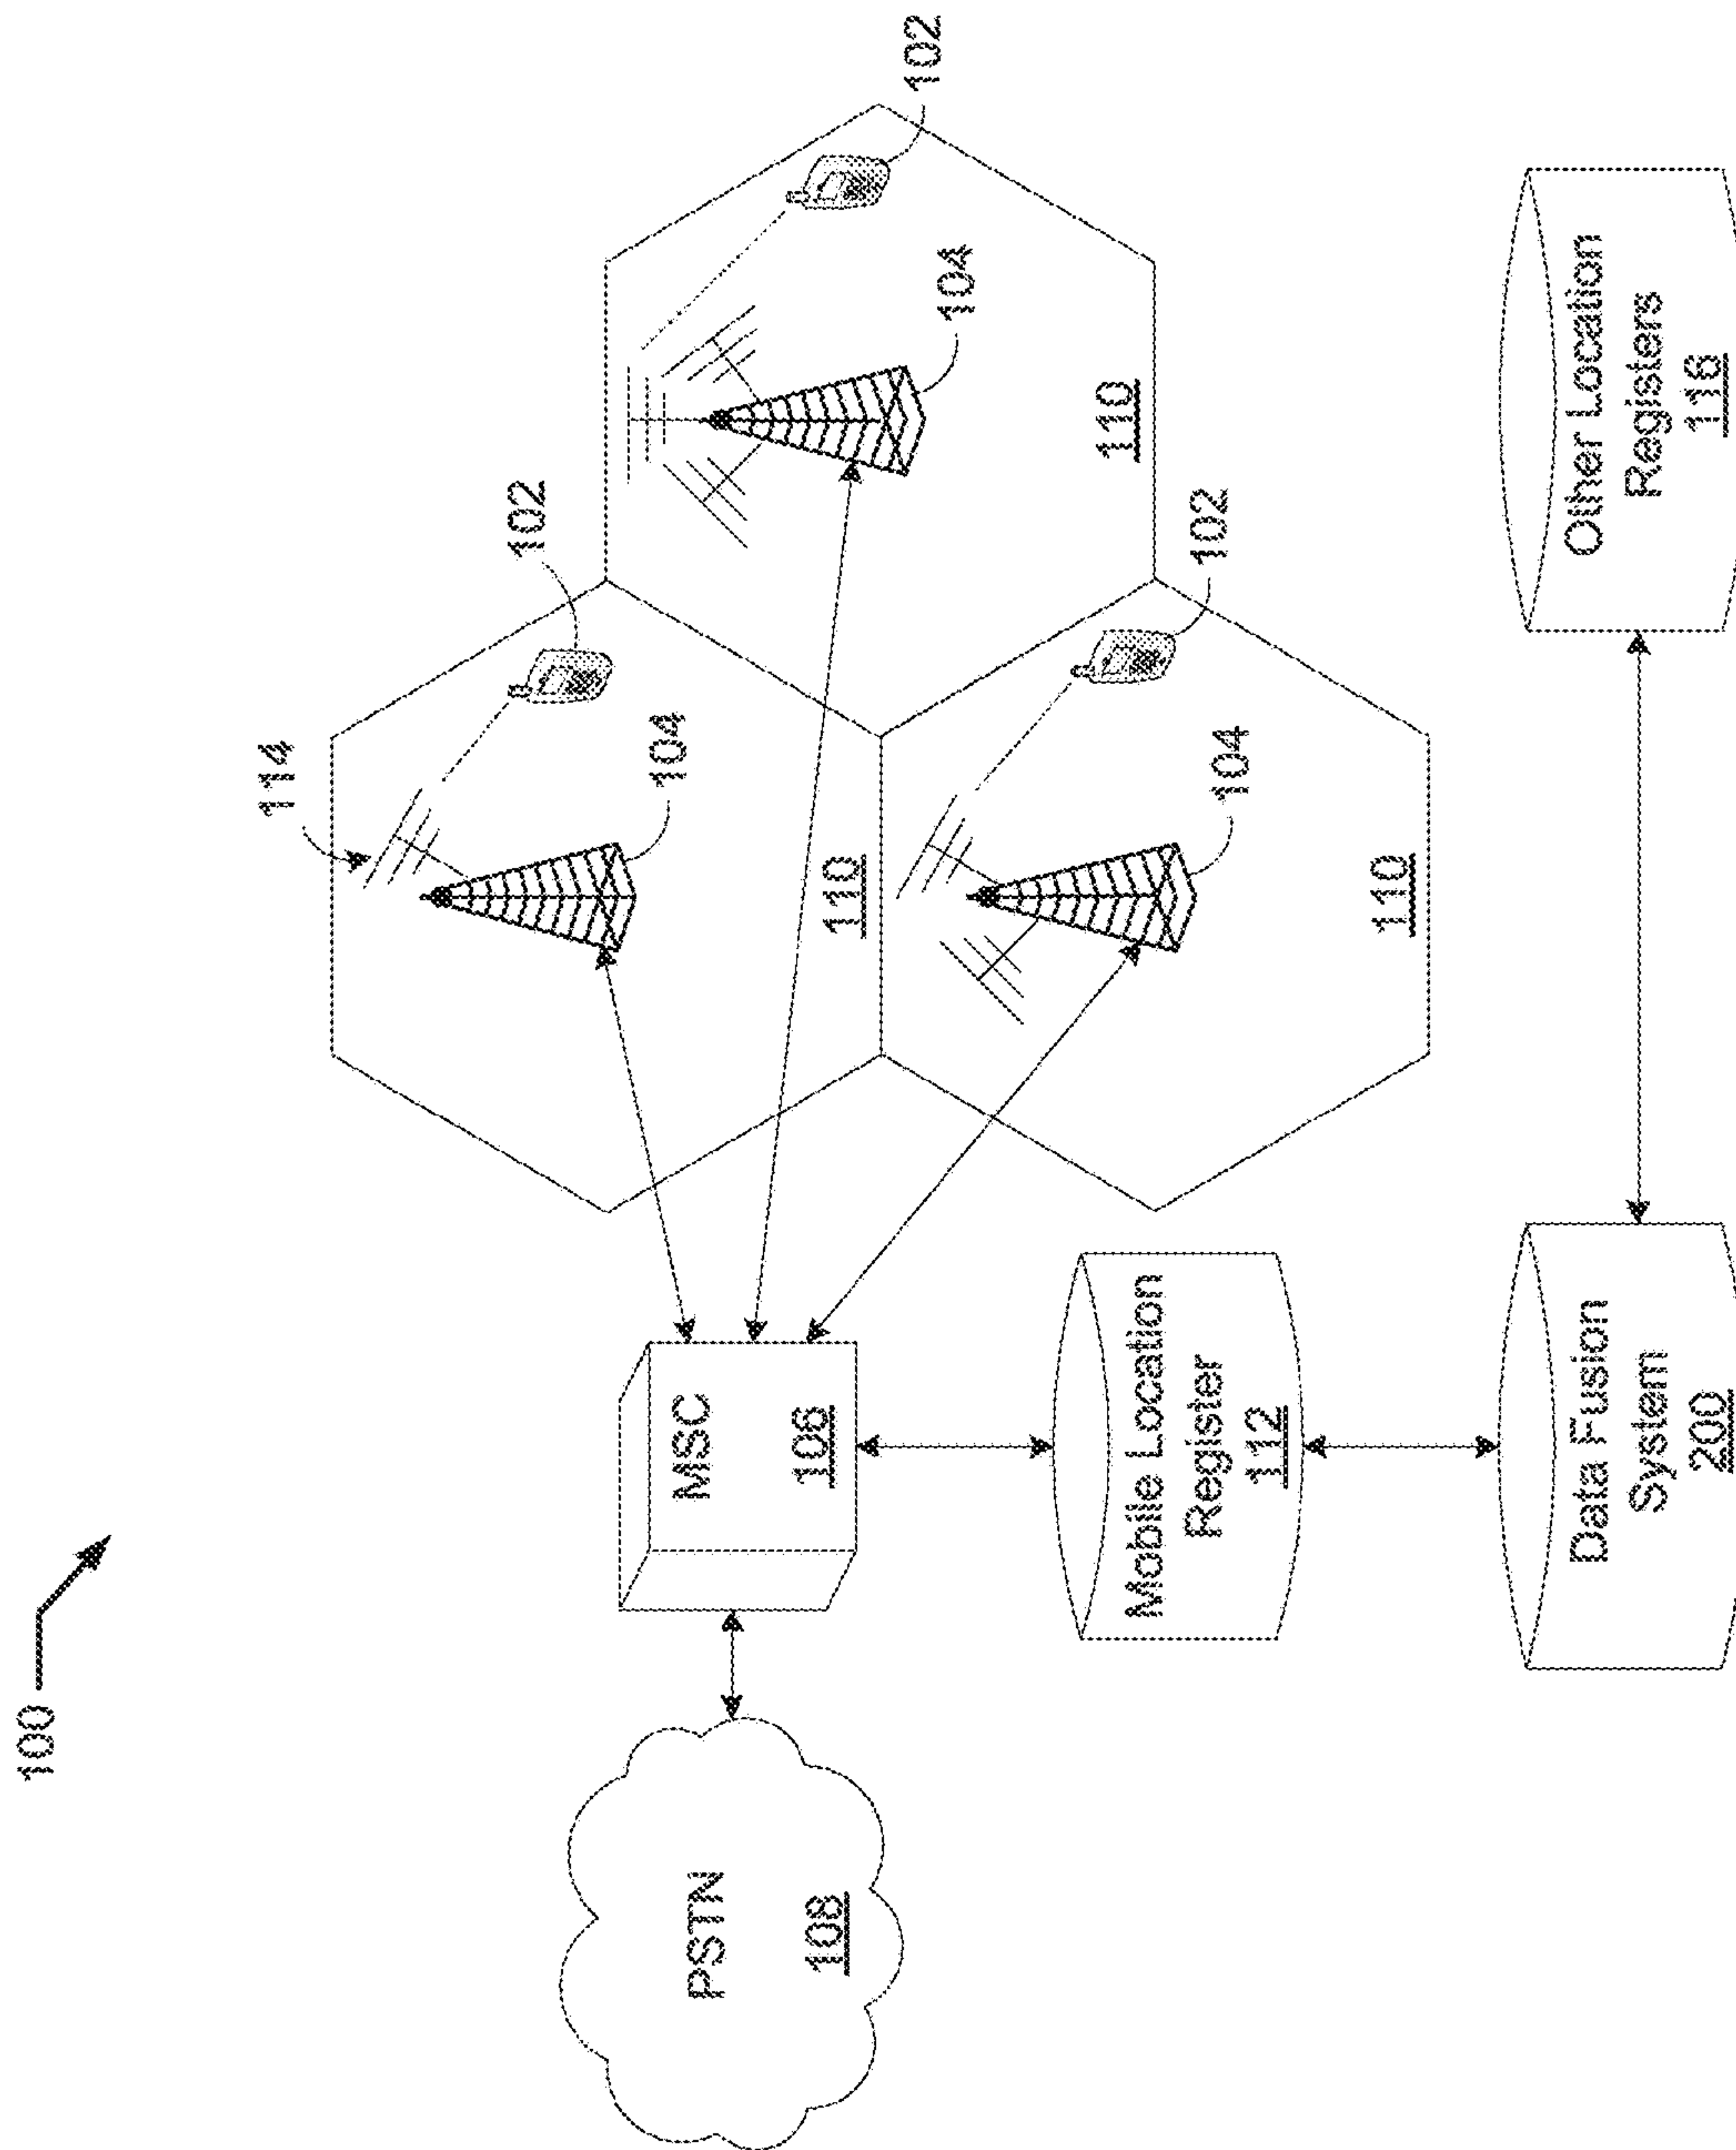 100
114
102
102
104
104
110
110
102
104
110
PSTN
108
MSC
106
Mobile Location
Register
112
Data Fusion
System
200
Other Location
Registers
116